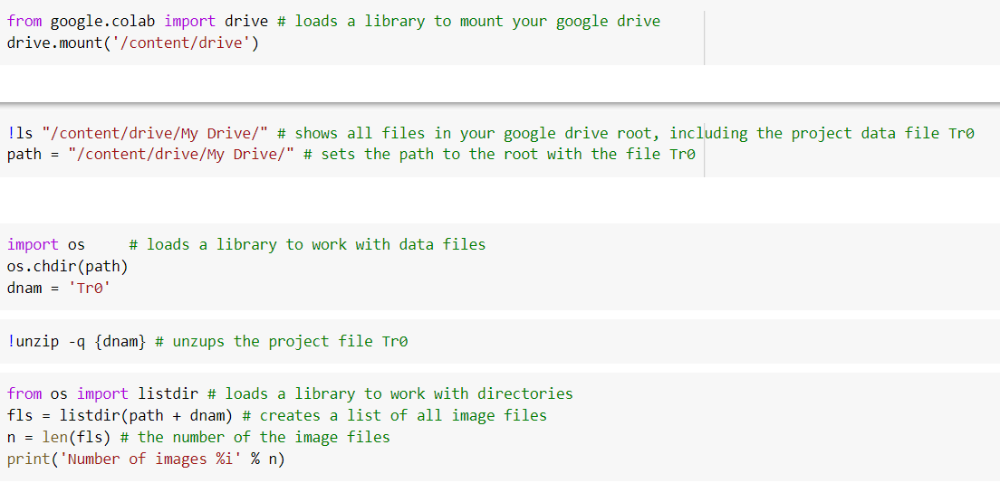 from google.colab import drive # loads a library to mount your google drive
drive.mount('/content/drive')
!ls "/content/drive/My Drive/" # shows all files in your google drive root, including the project data file Tr0
path = "/content/drive/My Drive/" # sets the path to the root with the file Tr0
import os     # loads a library to work with data files
os.chdir(path)
dnam = 'Tr0'
!unzip -q {dnam} # unzups the project file Tr0
from os import listdir # loads a library to work with directories
fls = listdir(path + dnam) # creates a list of all image files
n = len(fls) # the number of the image files
print('Number of images %i' % n)